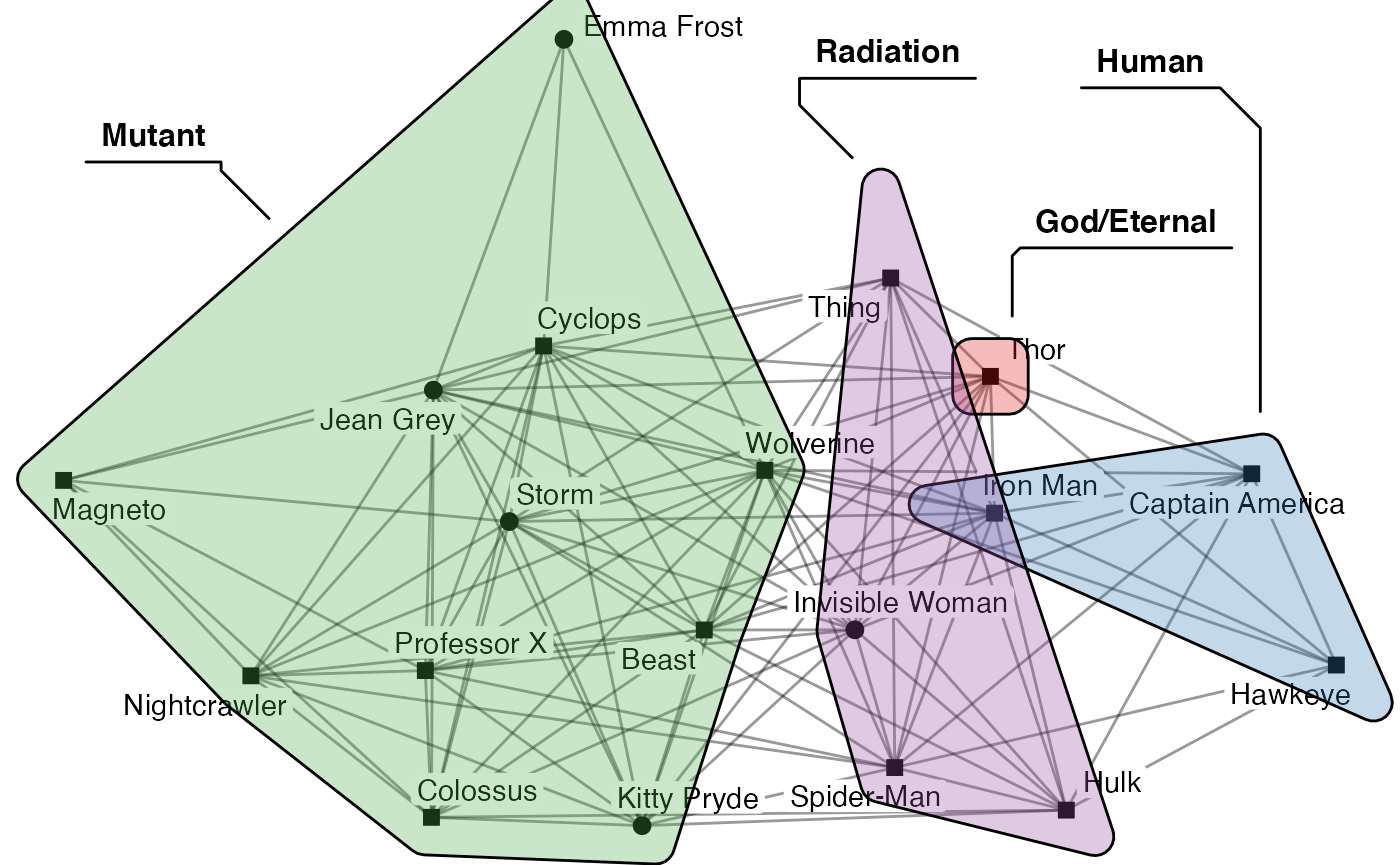 Emma Frost
Radiation
Human
Mutant
God/Eternal
Thing
Cyclops
Thor
Jean Grey
Wolverine
Iron Man
Storm
Captain America
Magneto
Invisible Woman
Professor X
Beast
Hawkeye
Nightcrawler
Hulk
Colossus
Kitty Pryde
Spider-Man